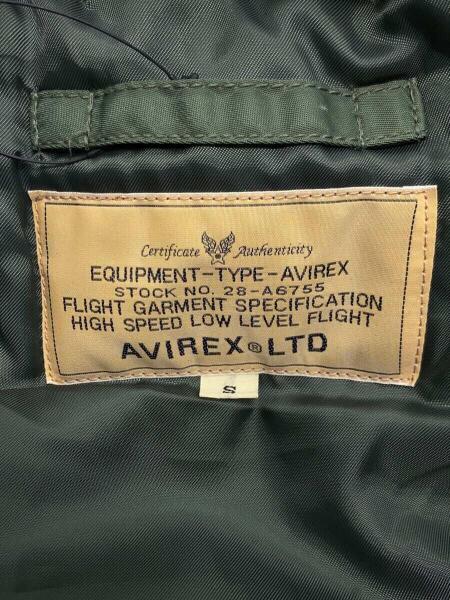 Certificate Authenticity
EQUIPMENT-TYPE-AVIREX
STOCK NO. 28-A6755
FLIGHT GARMENT SPECIFICATION
HIGH SPEED LOW LEVEL FLIGHT
AVIREX® LTD
S